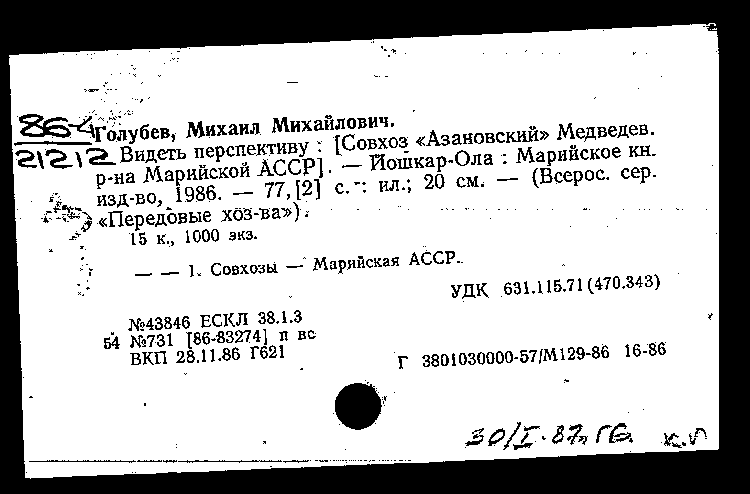 86-4
21212
Голубев, Михаил Михайлович.
Видеть перспективу : [Совхоз «Азановский» Медведев.
р-на Марийской АССР]. — Йошкар-Ола : Марийское кн.
изд-во, 1986. — 77,[2] с. : ил.; 20 см. — (Всерос. сер.
«Передовые хоз-ва»).
15 к., 1000 экз.
— — 1. Совхозы — Марийская АССР.
УДК 631.115.71(470.343)
№43846 ЕСКЛ 38.1.3
54 №731 [86-83274] п вс
ВКП 28.11.86 Г621
Г 3801030000-57/М129-86 16-86
30/I-87г